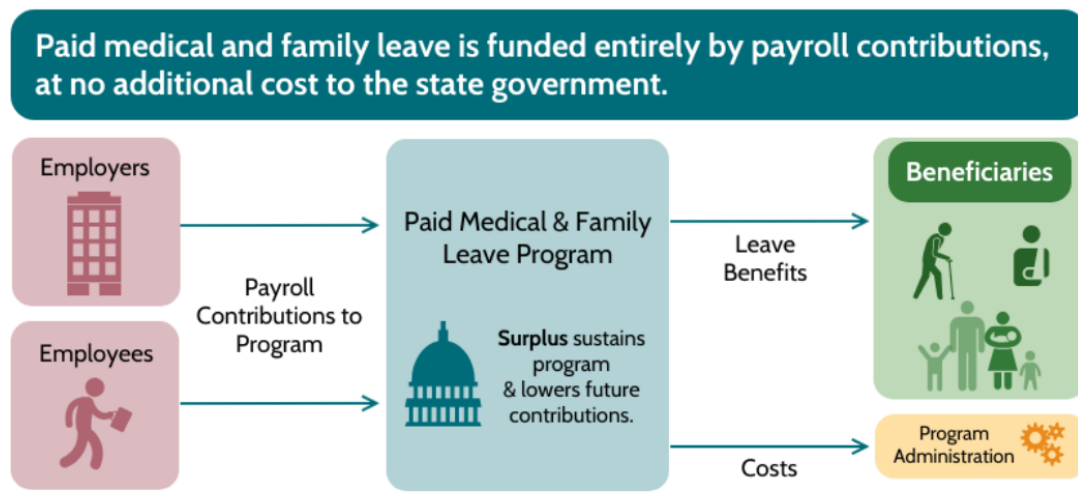 Paid medical and family leave is funded entirely by payroll contributions,
at no additional cost to the state government.
Employers
Employees
Payroll
Contributions to
Program
Paid Medical & Family
Leave Program
Surplus sustains
program
& lowers future
contributions.
Leave
Benefits
Costs
Beneficiaries
Program
Administration